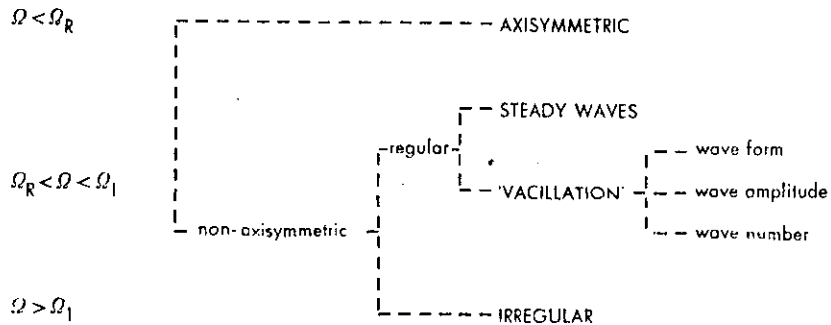 Ω < Ω_R AXISYMMETRIC
STEADY WAVES
regular
wave form
Ω_R < Ω < Ω_I 'VACILLATION' wave amplitude
non-axisymmetric wave number
Ω > Ω_I IRREGULAR